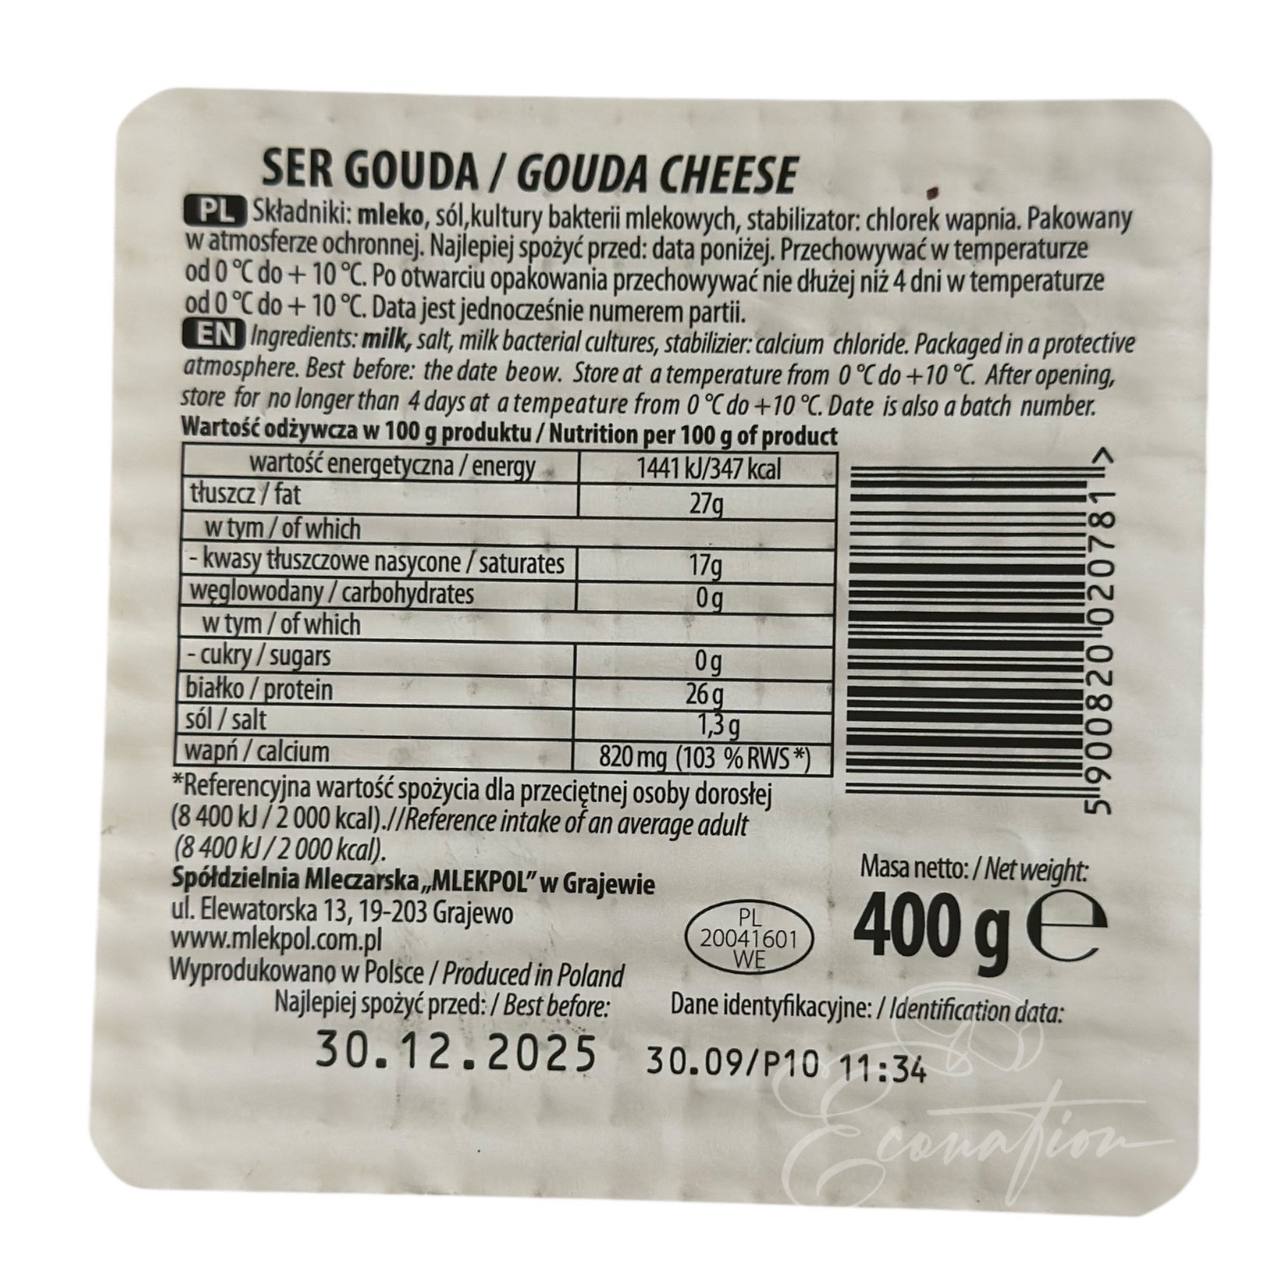 SER GOUDA / GOUDA CHEESE
PL Składniki: mleko, sól,kultury bakterii mlekowych, stabilizator: chlorek wapnia. Pakowany
w atmosferze ochronnej. Najlepiej spożyć przed: data poniżej. Przechowywać w temperaturze
od 0 °C do + 10 °C. Po otwarciu opakowania przechowywać nie dłużej niż 4 dni w temperaturze
od 0 °C do + 10 °C. Data jest jednocześnie numerem partii.
EN Ingredients: milk, salt, milk bacterial cultures, stabilizier: calcium chloride. Packaged in a protective
atmosphere. Best before: the date beow. Store at a temperature from 0 °C do +10 °C. After opening,
store for no longer than 4 days at a tempeature from 0 °C do +10 °C. Date is also a batch number.
Wartość odżywcza w 100 g produktu / Nutrition per 100 g of product
wartość energetyczna / energy 1441 kJ/347 kcal
tłuszcz / fat 27g
w tym / of which
- kwasy tłuszczowe nasycone / saturates 17g
węglowodany / carbohydrates 0 g
w tym / of which
- cukry / sugars 0 g
białko / protein 26 g
sól / salt 1,3 g
wapń / calcium 820 mg (103 % RWS *)
*Referencyjna wartość spożycia dla przeciętnej osoby dorosłej
(8 400 kJ / 2 000 kcal).//Reference intake of an average adult
(8 400 kJ / 2 000 kcal).
5 900820 020781 >
Spółdzielnia Mleczarska „MLEKPOL” w Grajewie
ul. Elewatorska 13, 19-203 Grajewo
www.mlekpol.com.pl
Wyprodukowano w Polsce / Produced in Poland
PL
20041601
WE
Masa netto: / Net weight:
400 g e
Najlepiej spożyć przed: / Best before:
30.12.2025
Dane identyfikacyjne: / Identification data:
30.09/P10 11:34
Econation